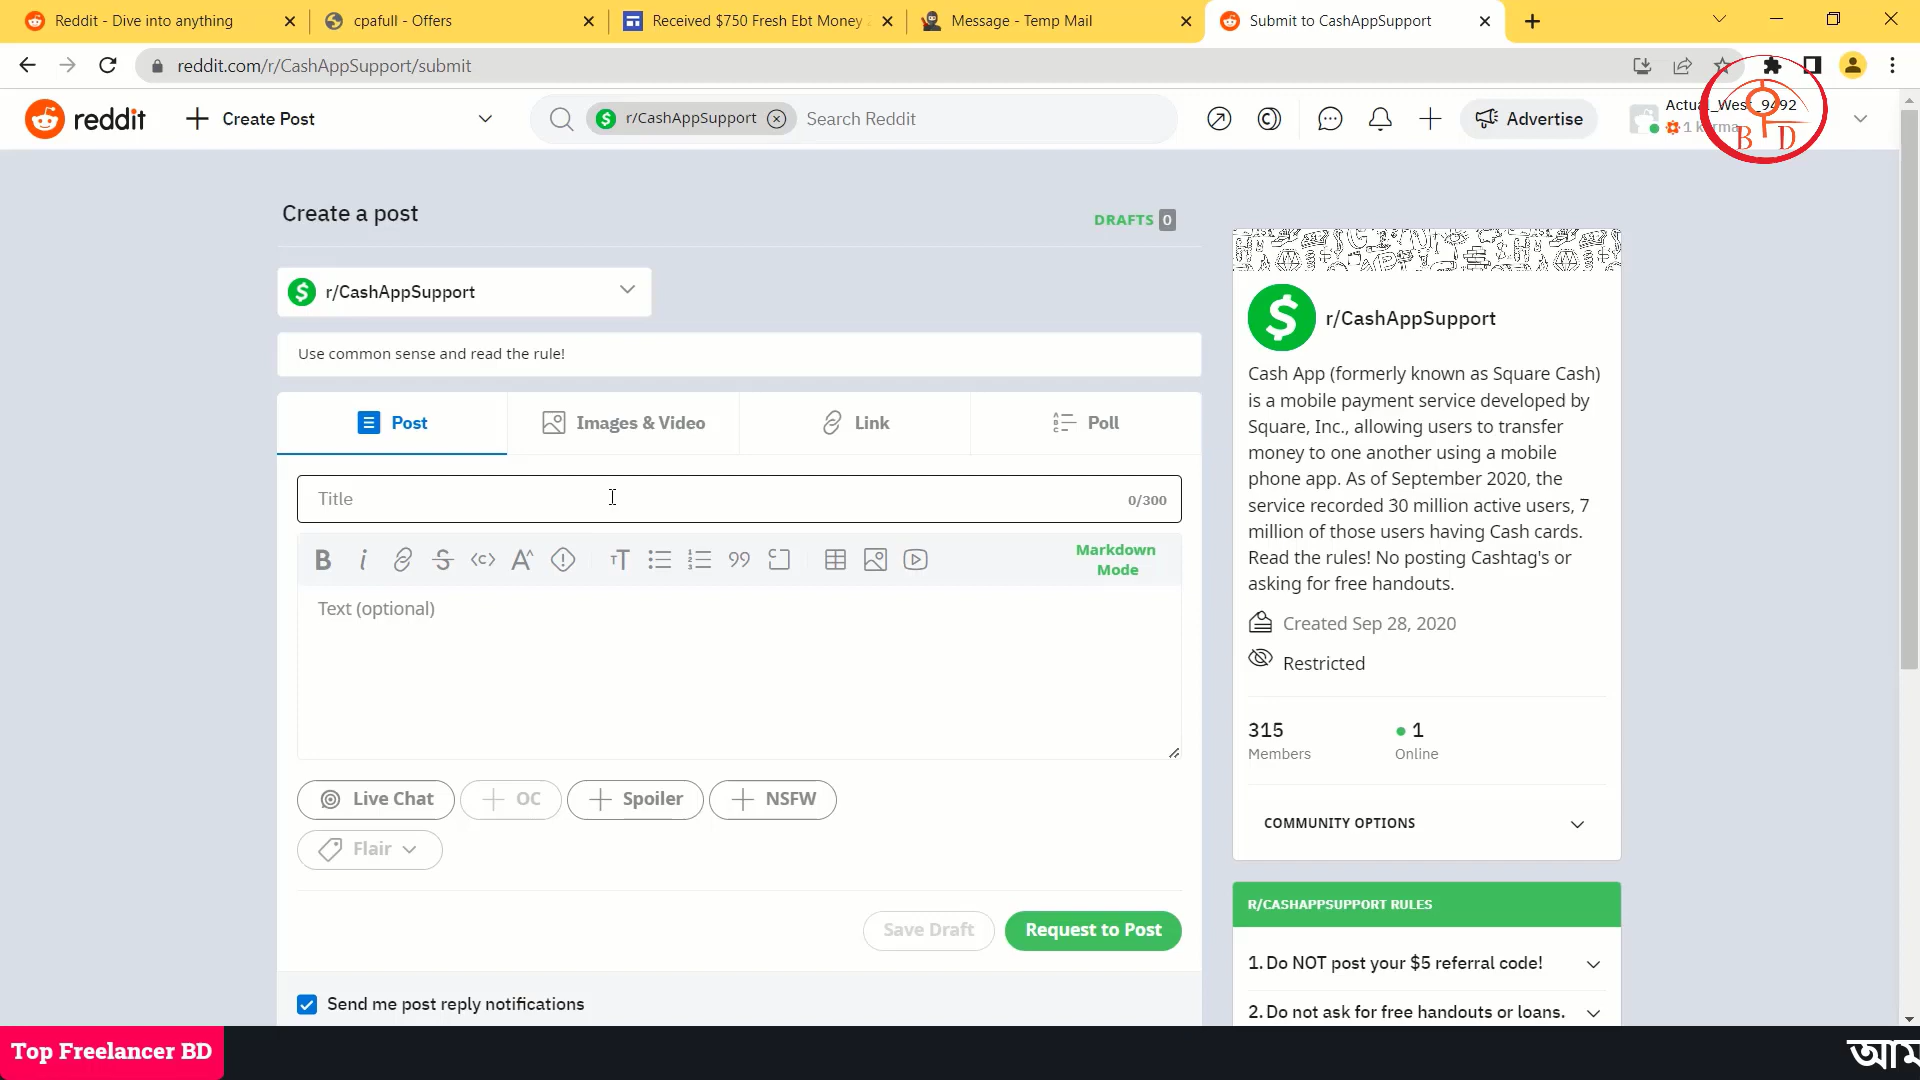 Reddit - Dive into anything
cpafull - Offers
Received $750 Fresh Ebt Money
Message - Temp Mail
Submit to CashAppSupport
reddit.com/r/CashAppSupport/submit
reddit
Create Post
r/CashAppSupport
Search Reddit
Advertise
Actual_West_9492
1 karma
B D
Create a post
DRAFTS 0
r/CashAppSupport
Use common sense and read the rule!
Post
Images & Video
Link
Poll
Title
0/300
Markdown
Mode
Text (optional)
Live Chat
OC
Spoiler
NSFW
Flair
Save Draft
Request to Post
Send me post reply notifications
r/CashAppSupport
Cash App (formerly known as Square Cash)
is a mobile payment service developed by
Square, Inc., allowing users to transfer
money to one another using a mobile
phone app. As of September 2020, the
service recorded 30 million active users, 7
million of those users having Cash cards.
Read the rules! No posting Cashtag's or
asking for free handouts.
Created Sep 28, 2020
Restricted
315
Members
1
Online
COMMUNITY OPTIONS
R/CASHAPPSUPPORT RULES
1. Do NOT post your $5 referral code!
2. Do not ask for free handouts or loans.
Top Freelancer BD